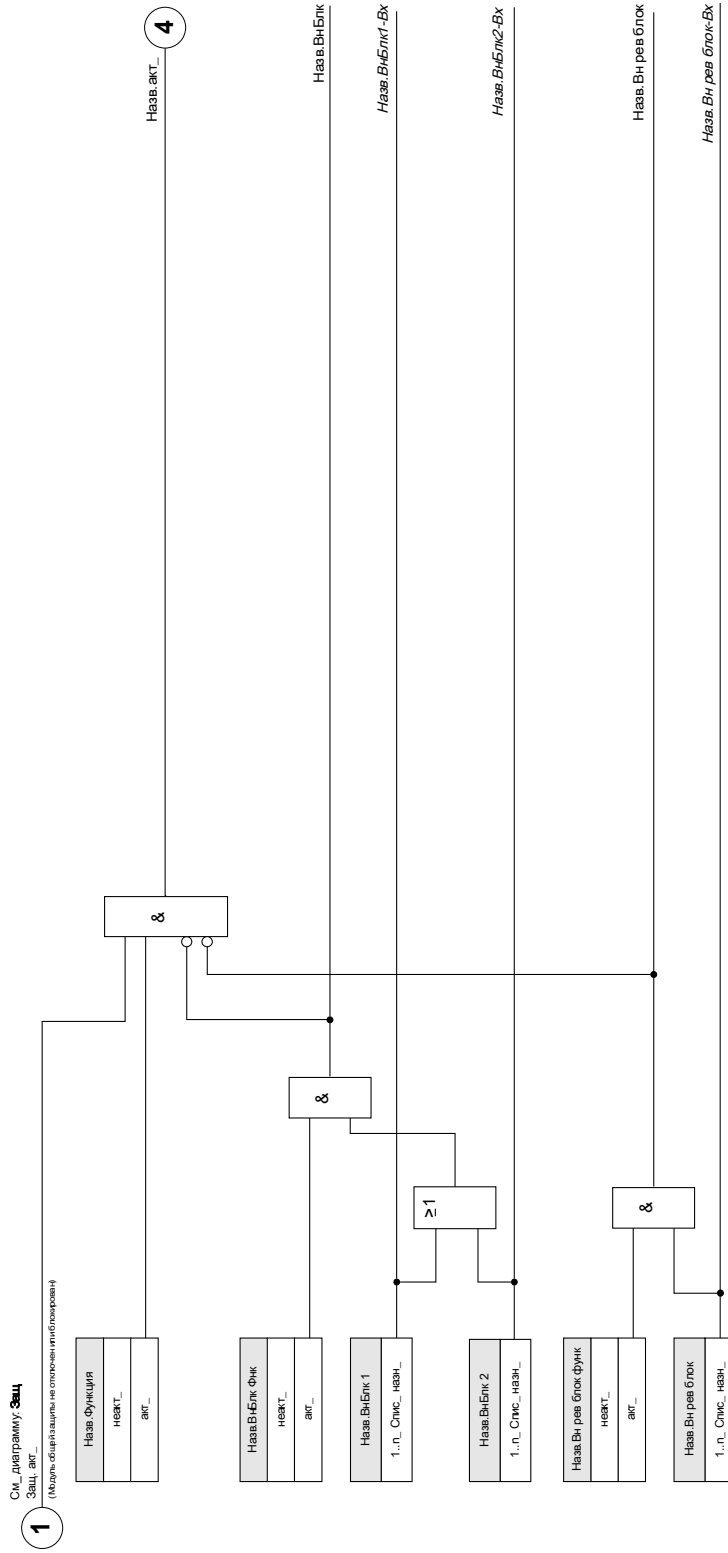 1
См_ диаграмму: Защ
Защ. акт_
(Модуль общей защиты не отключен или блокирован)
Назв.Функция
неакт_
акт_
&
Назв.акт_
4
Назв.ВнБлк Фнк
неакт_
акт_
&
Назв.ВнБлк
Назв.ВнБлк 1
1..n_ Спис_ назн_
Назв.ВнБлк1-Вх
≥1
Назв.ВнБлк 2
1..n_ Спис_ назн_
Назв.ВнБлк2-Вх
Назв.Вн рев блок функ
неакт_
акт_
&
Назв.Вн рев блок
Назв.Вн рев блок
1..n_ Спис_ назн_
Назв.Вн рев блок-Вх